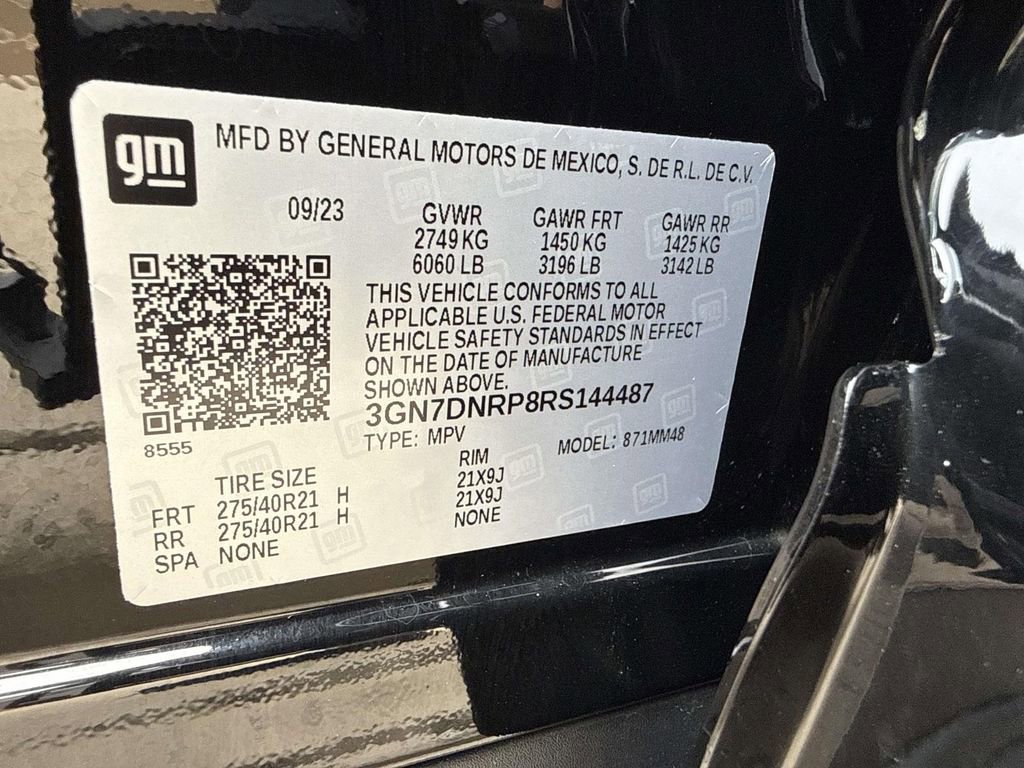 gm
MFD BY GENERAL MOTORS DE MEXICO, S. DE R.L. DE C.V.
09/23 GVWR GAWR FRT GAWR RR
2749 KG 1450 KG 1425 KG
6060 LB 3196 LB 3142 LB
THIS VEHICLE CONFORMS TO ALL
APPLICABLE U.S. FEDERAL MOTOR
VEHICLE SAFETY STANDARDS IN EFFECT
ON THE DATE OF MANUFACTURE
SHOWN ABOVE.
3GN7DNRP8RS144487
8555 TYPE: MPV MODEL: 871MM48
TIRE SIZE RIM
FRT 275/40R21 H 21X9J
RR 275/40R21 H 21X9J
SPA NONE NONE